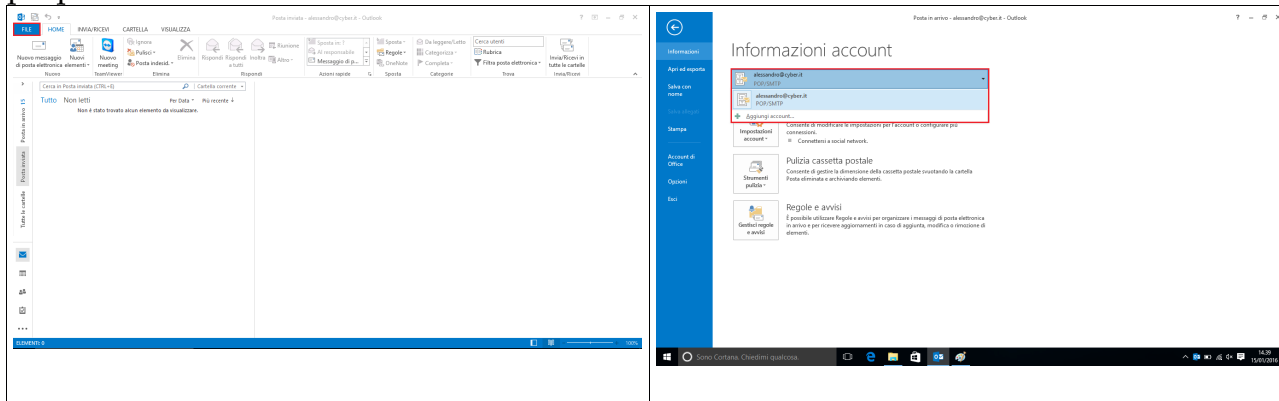 Posta inviata - alessandro@cyber.it - Outlook
FILE HOME INVIA/RICEVI CARTELLA VISUALIZZA
Nuovo messaggio di posta elettronica
Nuovi elementi
Nuovo
Nuovo meeting
TeamViewer
Ignora
Pulisci
Posta indesid.
Elimina
Elimina
Rispondi
Rispondi a tutti
Inoltra
Riunione
Altro
Rispondi
Sposta in: ?
Al responsabile
Messaggio di p...
Azioni rapide
Sposta
Regole
OneNote
Sposta
Da leggere/Letto
Categorizza
Completa
Categorie
Cerca utenti
Rubrica
Filtra posta elettronica
Trova
Invia/Ricevi in tutte le cartelle
Invia/Ricevi
Cerca in Posta inviata (CTRL+E)
Cartella corrente
Tutto Non letti
Per Data Più recente
Non è stato trovato alcun elemento da visualizzare.
Posta in arrivo 15
Posta inviata
Tutte le cartelle
ELEMENTI: 0
100%
Posta in arrivo - alessandro@cyber.it - Outlook
Informazioni
Apri ed esporta
Salva con nome
Salva allegati
Stampa
Account di Office
Opzioni
Esci
Informazioni account
alessandro@cyber.it
POP/SMTP
alessandro@cyber.it
POP/SMTP
Aggiungi account...
Impostazioni account
Consente di modificare le impostazioni per l'account o configurare più
connessioni.
Connettersi a social network.
Strumenti pulizia
Pulizia cassetta postale
Consente di gestire la dimensione della cassetta postale svuotando la cartella
Posta eliminata e archiviando elementi.
Gestisci regole e avvisi
Regole e avvisi
È possibile utilizzare Regole e avvisi per organizzare i messaggi di posta elettronica
in arrivo e per ricevere aggiornamenti in caso di aggiunta, modifica o rimozione di
elementi.
Sono Cortana. Chiedimi qualcosa.
14.39
15/01/2016